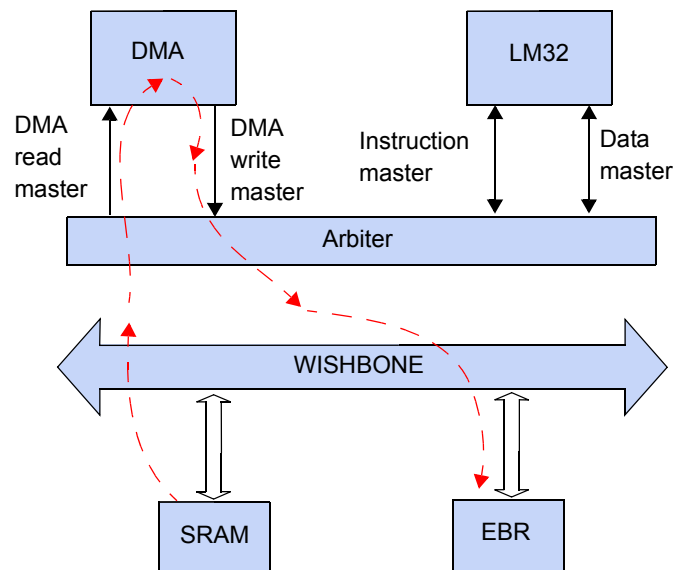 DMA
LM32
DMA
read
master
DMA
write
master
Instruction
master
Data
master
Arbiter
WISHBONE
SRAM
EBR